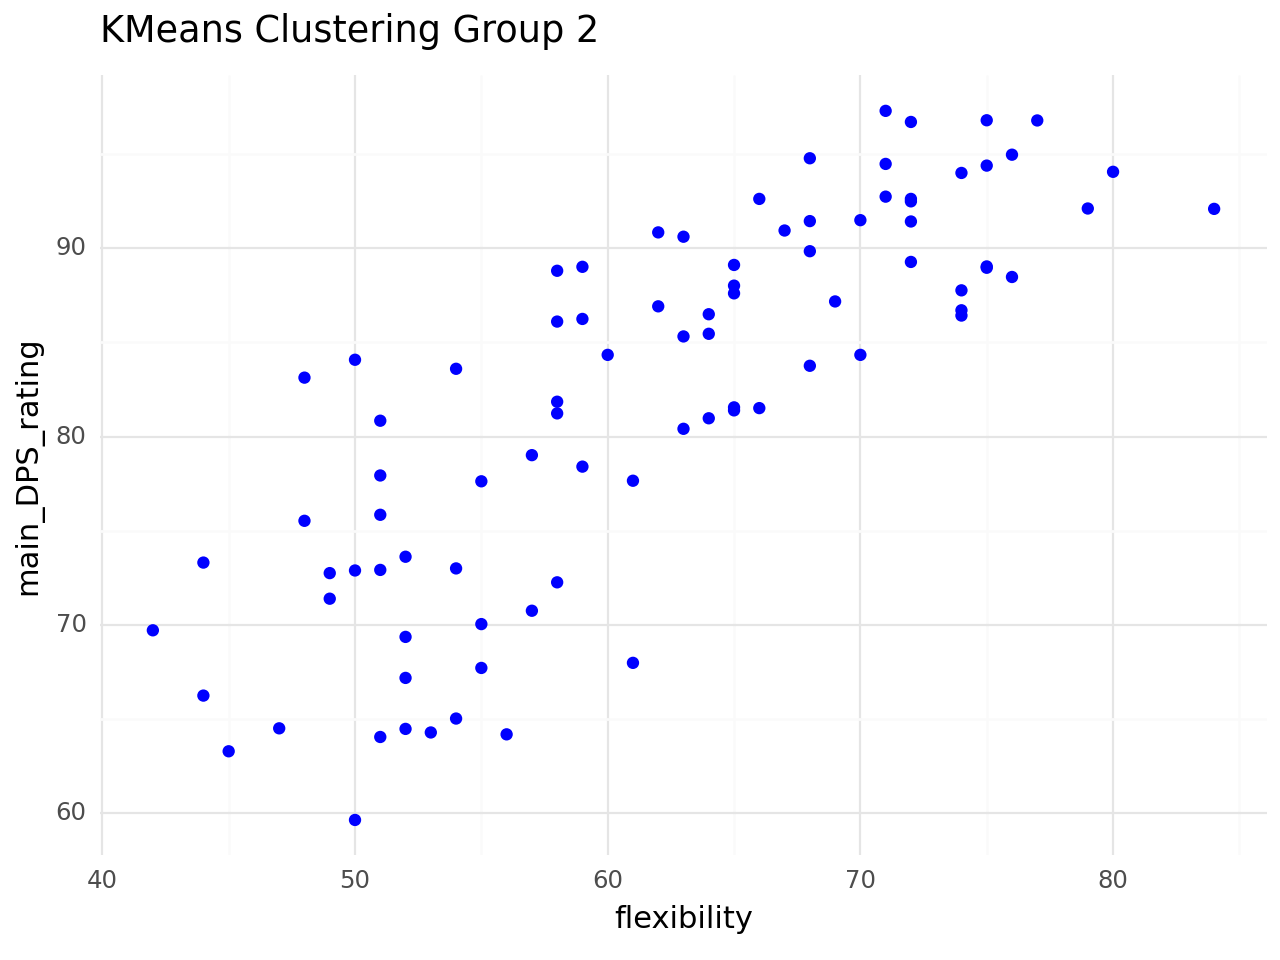 KMeans Clustering Group 2
main_DPS_rating
90
80
70
60
40 50 60 70 80
flexibility